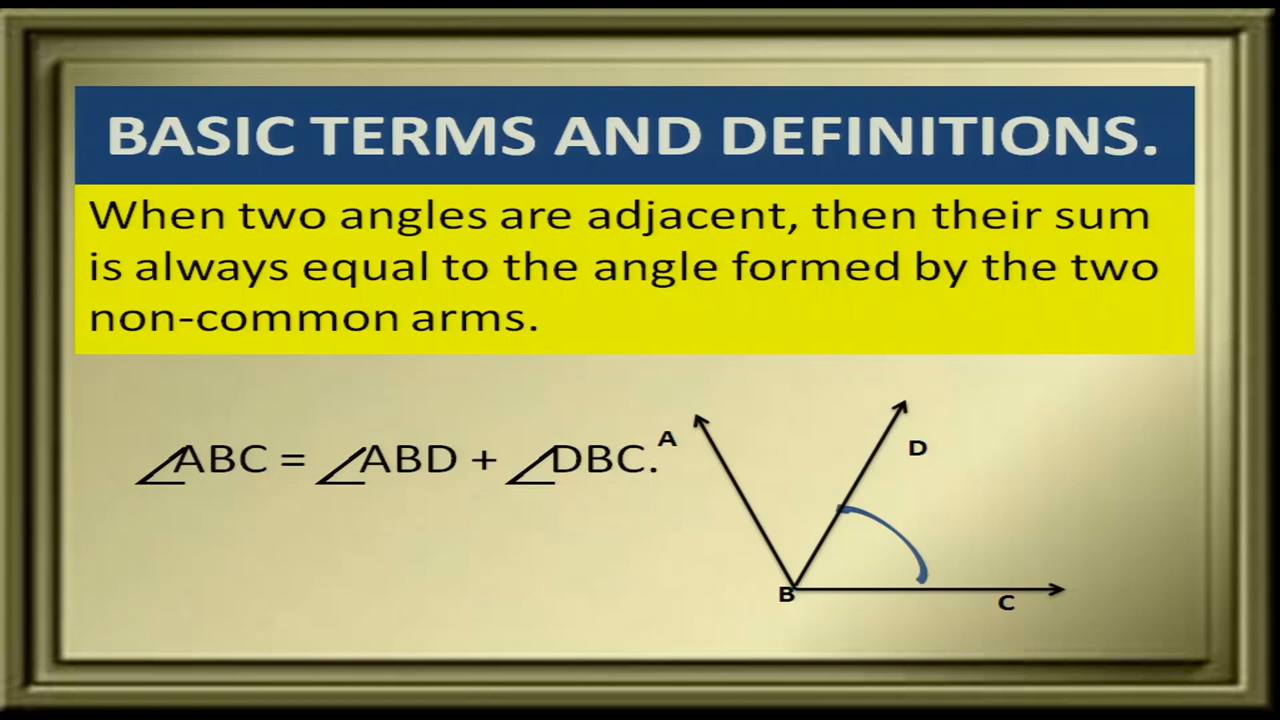 BASIC TERMS AND DEFINITIONS.
When two angles are adjacent, then their sum
is always equal to the angle formed by the two
non-common arms.
∠ABC = ∠ABD + ∠DBC.
A
D
B
C